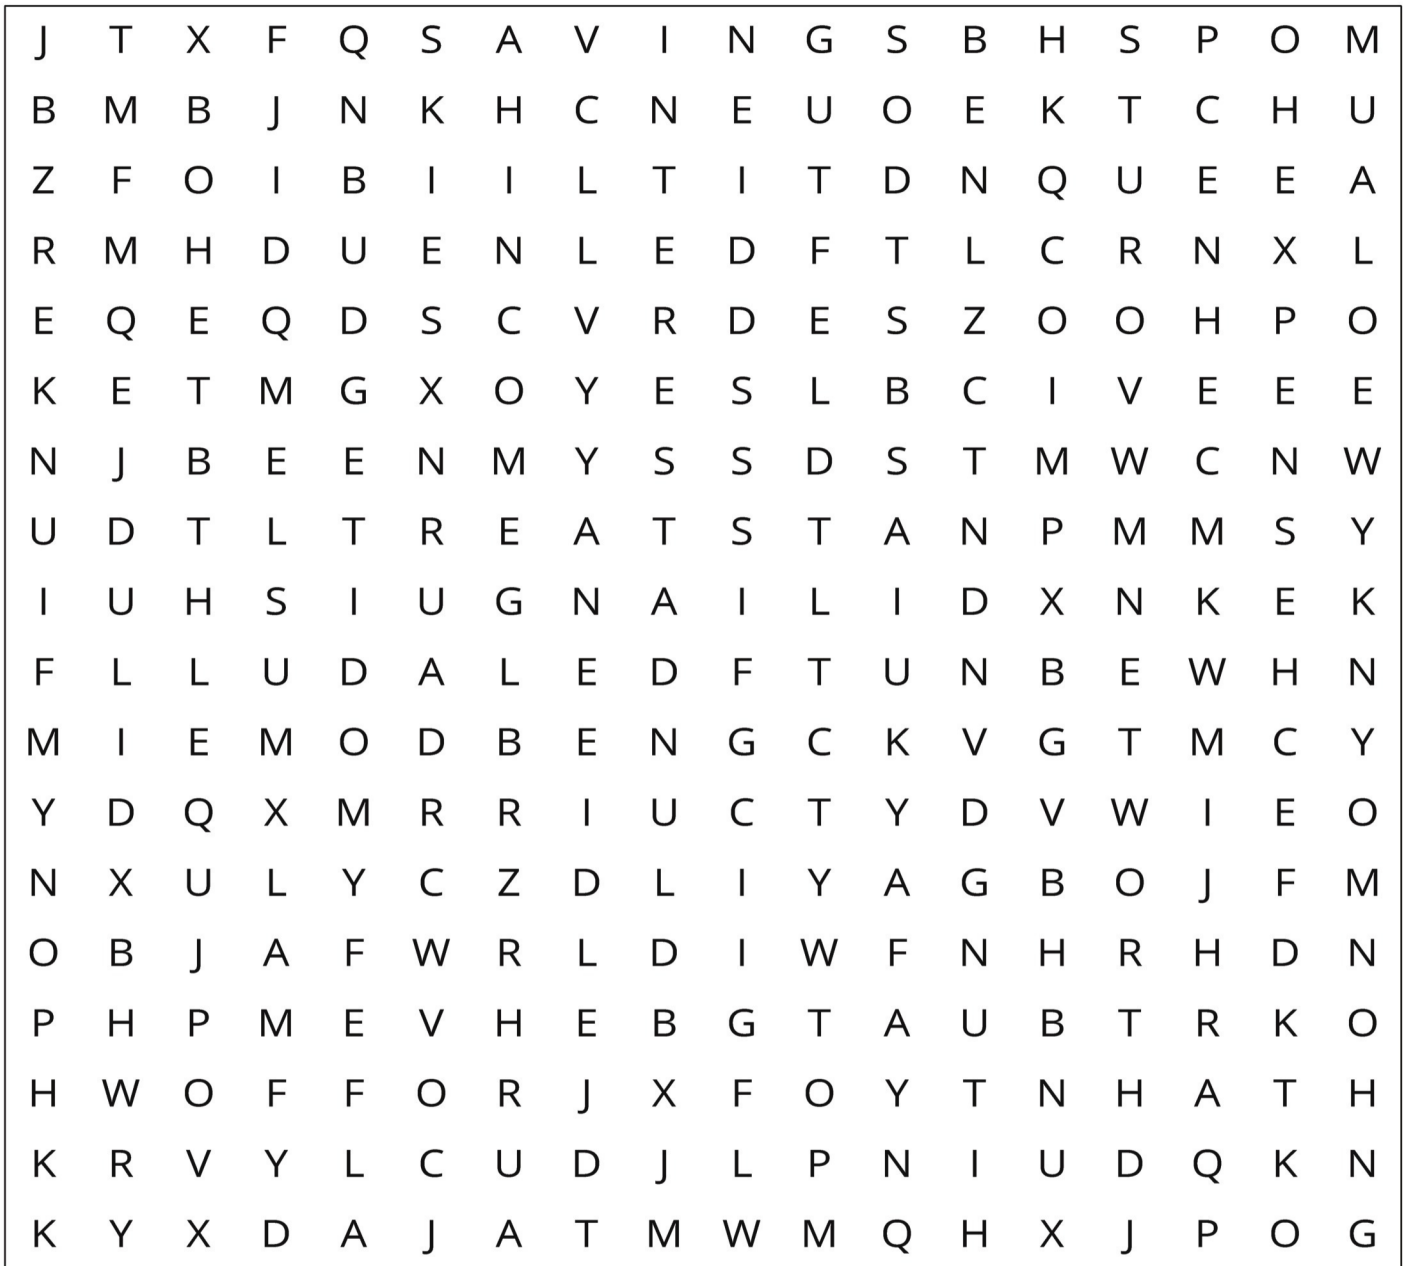 J T X F Q S A V I N G S B H S P O M
B M B J N K H C N E U O E K T C H U
Z F O I B I I L T I T D N Q U E E A
R M H D U E N L E D F T L C R N X L
E Q E Q D S C V R D E S Z O O H P O
K E T M G X O Y E S L B C I V E E E
N J B E E N M Y S S D S T M W C N W
U D T L T R E A T S T A N P M M S Y
I U H S I U G N A I L I D X N K E K
F L L U D A L E D F T U N B E W H N
M I E M O D B E N G C K V G T M C Y
Y D Q X M R R I U C T Y D V W I E O
N X U L Y C Z D L I Y A G B O J F M
O B J A F W R L D I W F N H R H D N
P H P M E V H E B G T A U B T R K O
H W O F F O R J X F O Y T N H A T H
K R V Y L C U D J L P N I U D Q K N
K Y X D A J A T M W M Q H X J P O G